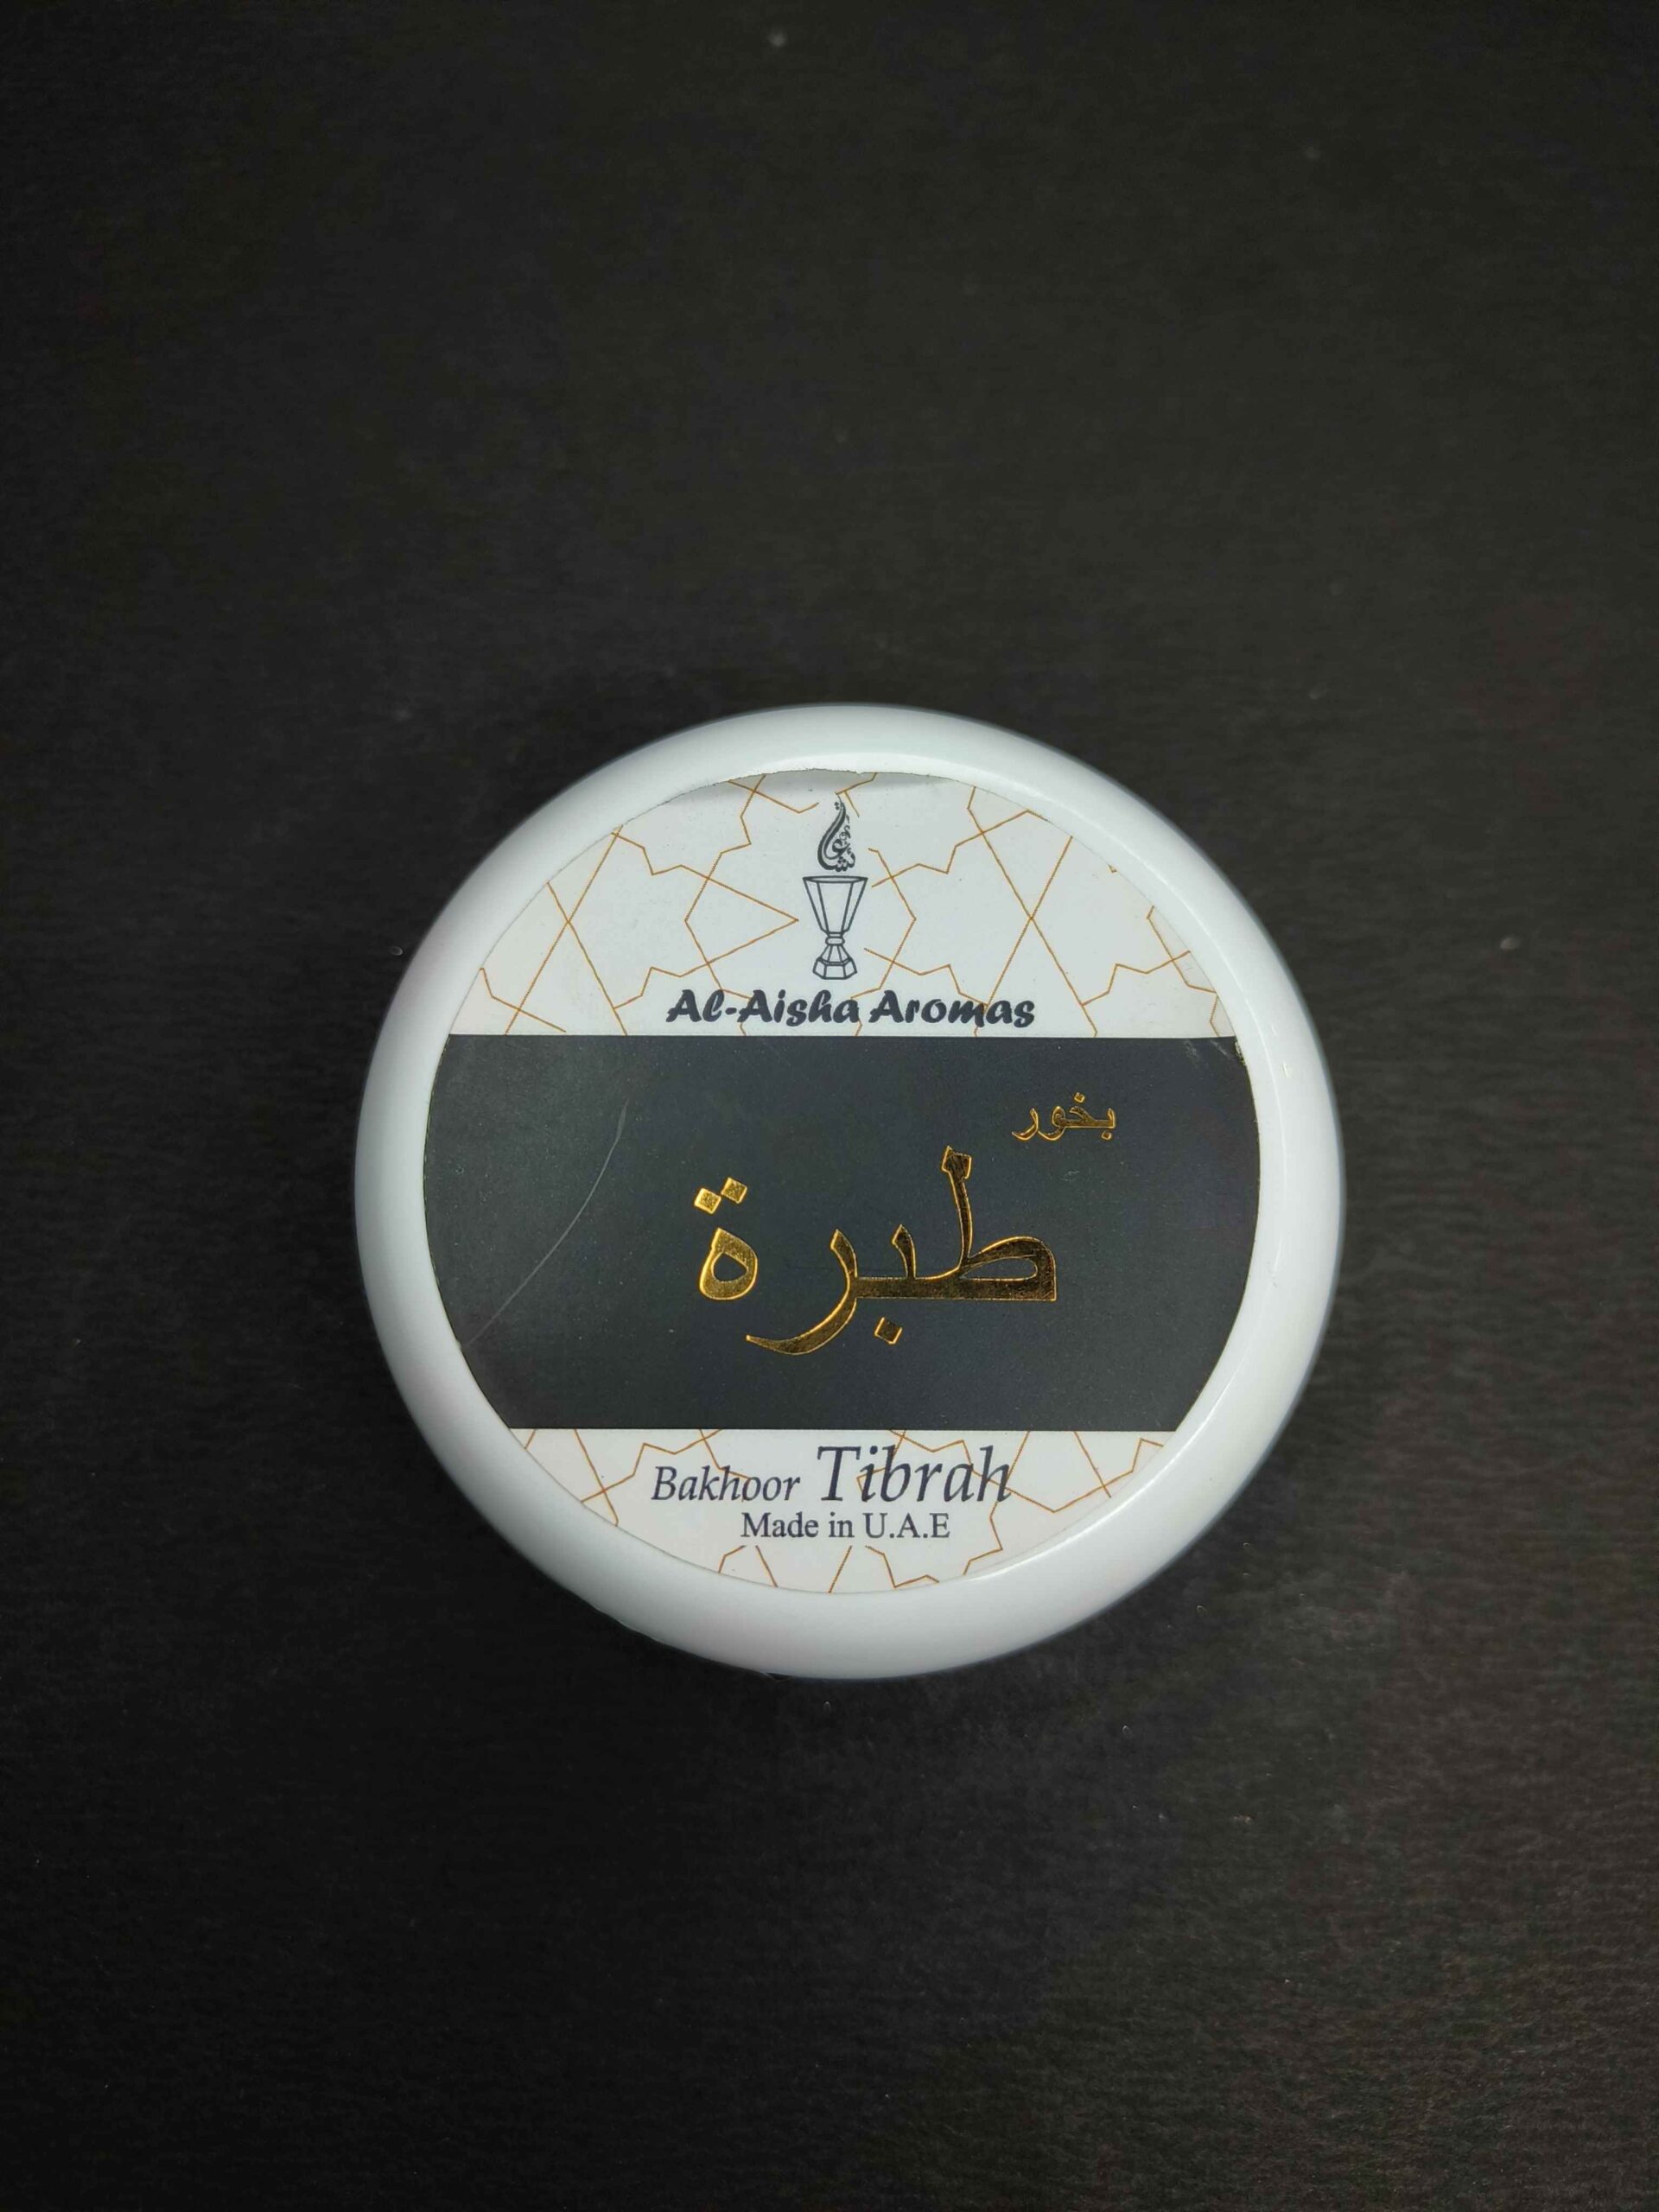 Al-Aisha Aromas
بخور
طبرة
Bakhoor Tibrah
Made in U.A.E